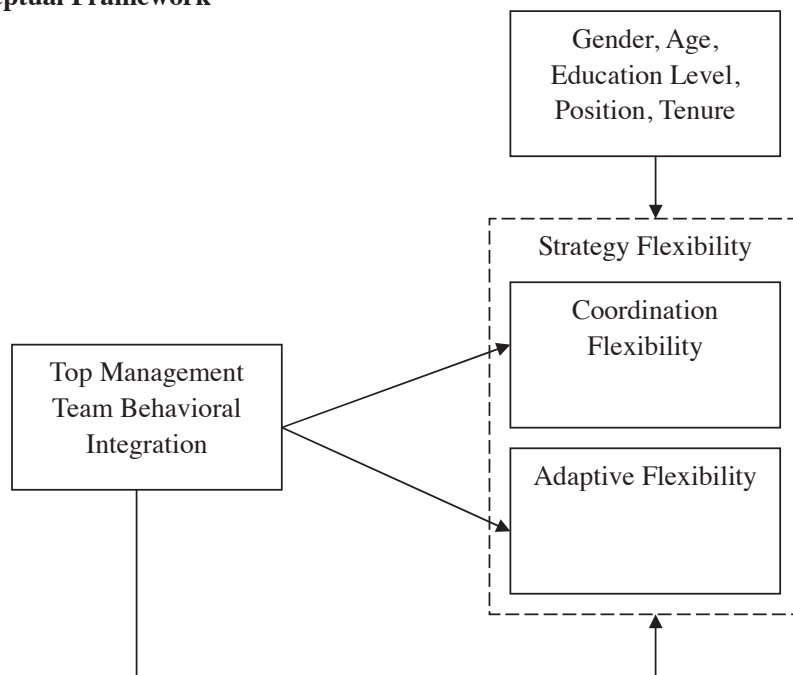 Gender, Age,
Education Level,
Position, Tenure
Strategy Flexibility
Coordination
Flexibility
Top Management
Team Behavioral
Integration
Adaptive Flexibility